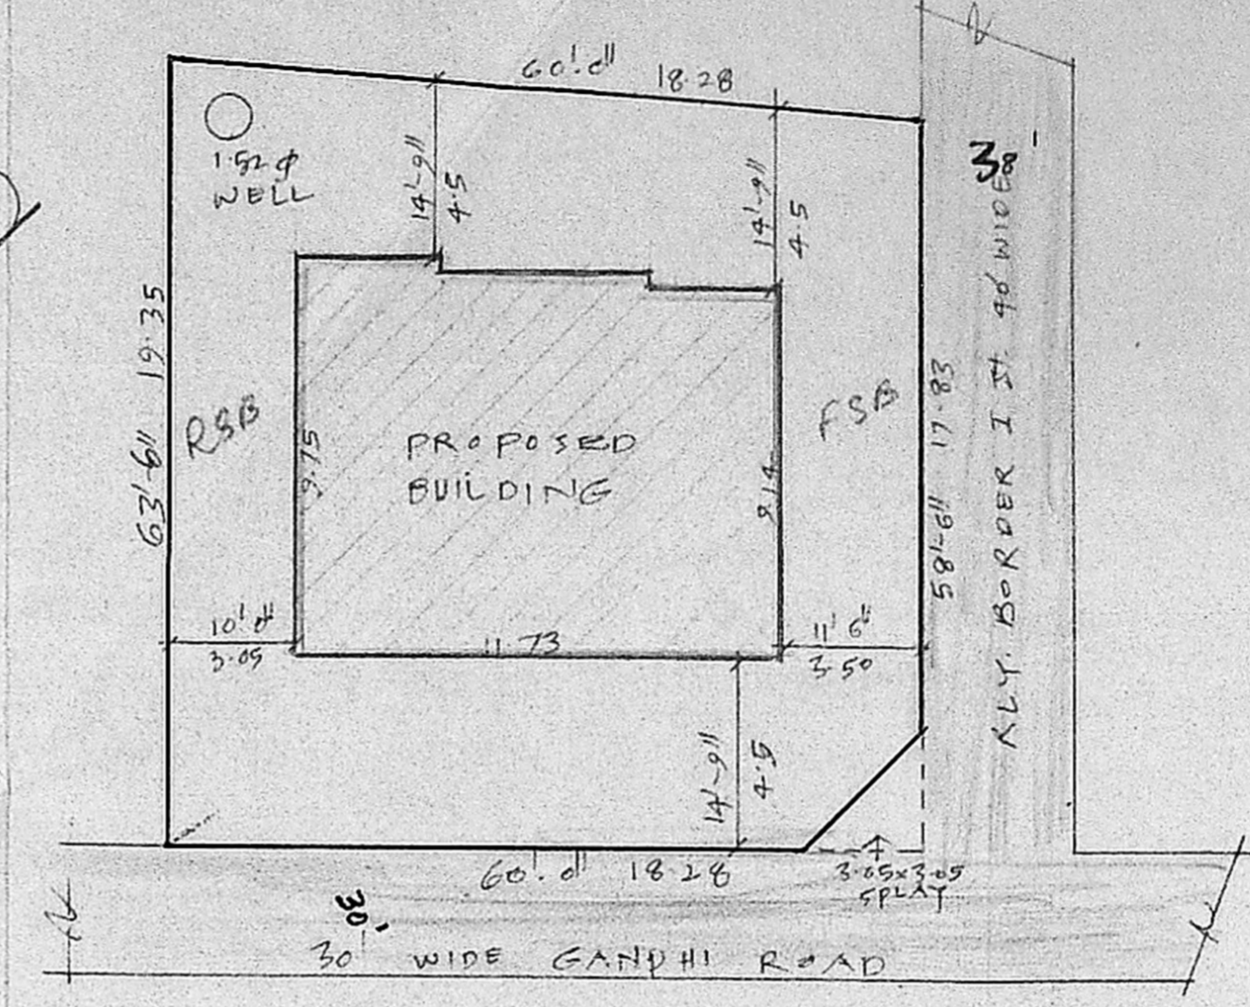 60'.0" 18.28
1.52 φ
WELL
14'-9"
4.5
14'-9"
4.5
38'
RLY. BORDER I St. 40' WIDE
63'-6" 19.35
RSB
9.75
PROPOSED
BUILDING
9.14
FSB
58'-6" 17.83
10'.0"
3.05
11.73
11' 6"
3.50
14'-9"
4.5
60'.0" 18.28
3.05x3.05
SPLAY
30'
30' WIDE GANDHI ROAD